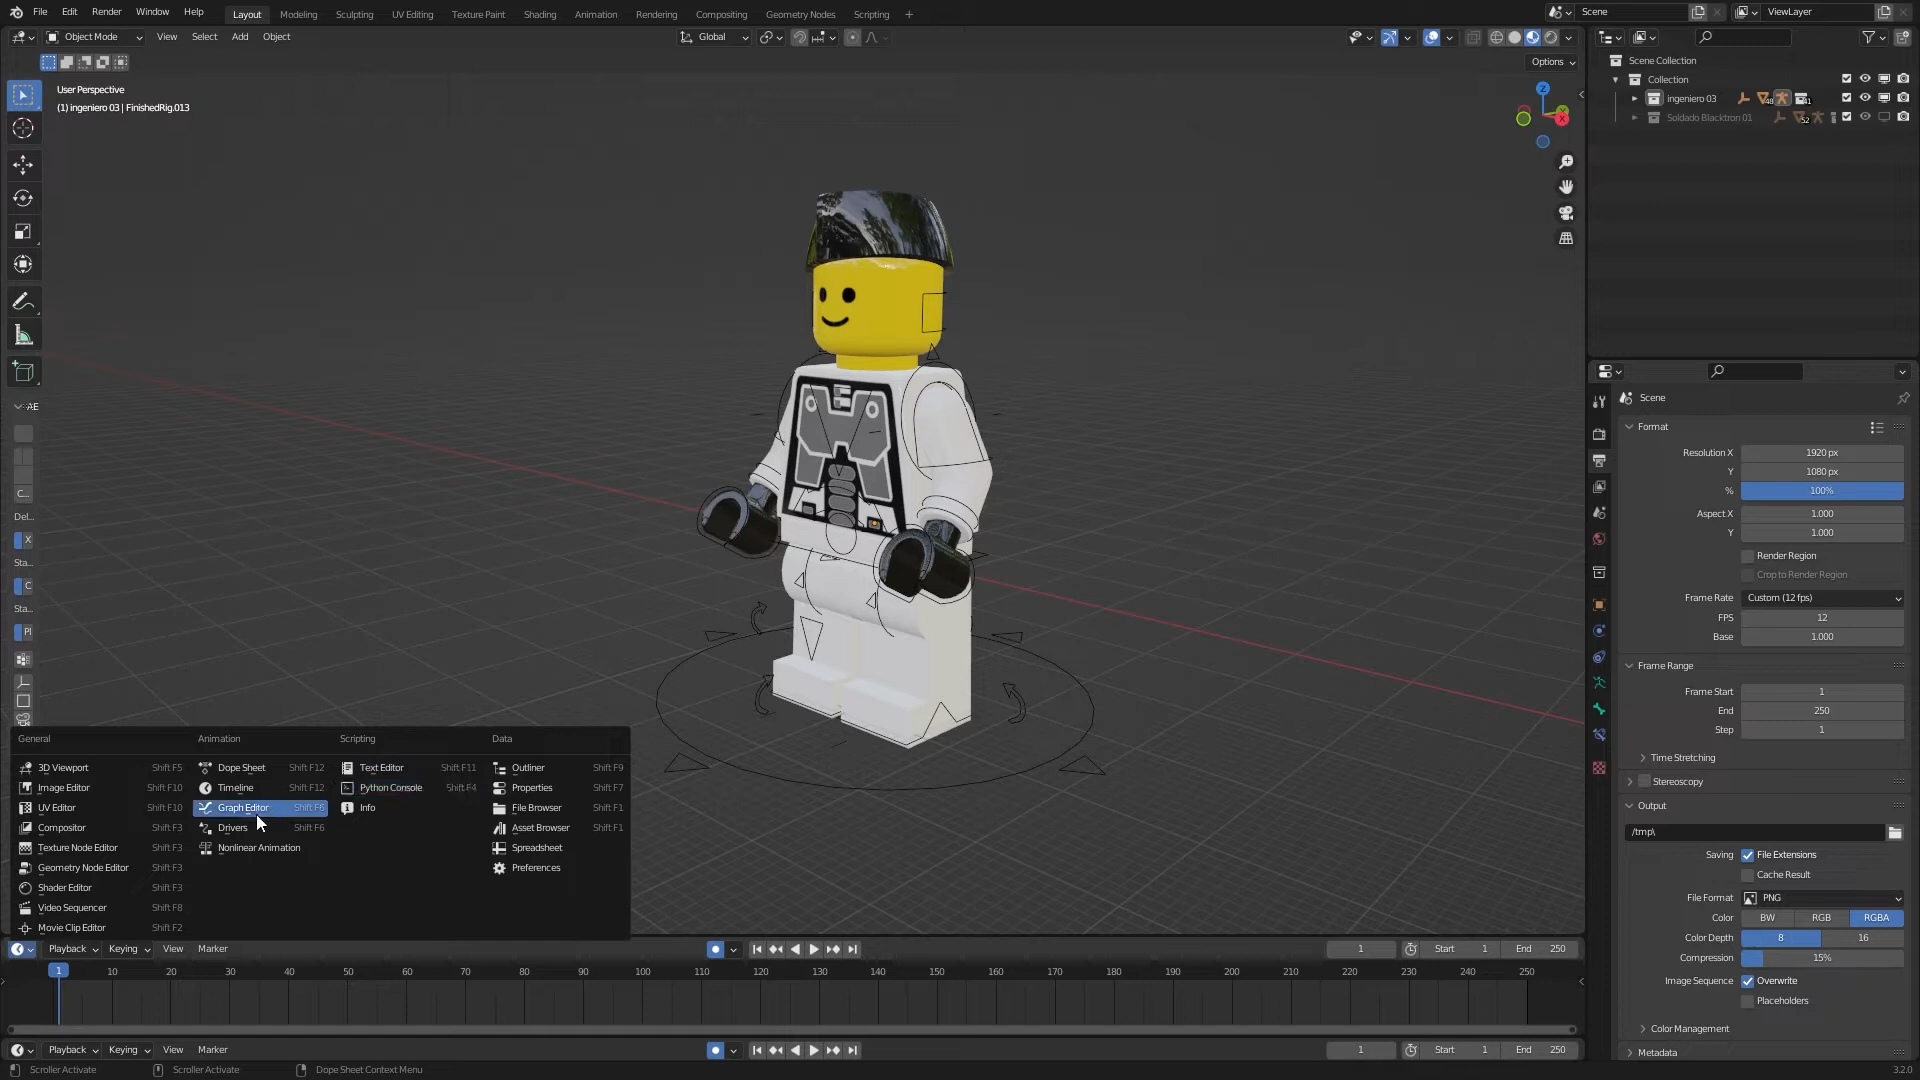 File Edit Render Window Help Layout Modeling Sculpting UV Editing Texture Paint Shading Animation Rendering Compositing Geometry Nodes Scripting + Scene ViewLayer
Object Mode View Select Add Object Global
Options
User Perspective
(1) ingeniero 03 | FinishedRig.013
Z
X
Scene Collection
Collection
ingeniero 03 48 41
Soldado Blacktron 01 52
AE
C...
Del...
X
Sta...
C
Sta...
Pl
Scene
Format
Resolution X 1920 px
Y 1080 px
% 100%
Aspect X 1.000
Y 1.000
Render Region
Crop to Render Region
Frame Rate Custom (12 fps)
FPS 12
Base 1.000
Frame Range
Frame Start 1
End 250
Step 1
Time Stretching
Stereoscopy
Output
/tmp\
Saving File Extensions
Cache Result
File Format PNG
Color BW RGB RGBA
Color Depth 8 16
Compression 15%
Image Sequence Overwrite
Placeholders
Color Management
Metadata
General Animation Scripting Data
3D Viewport Shift F5 Dope Sheet Shift F12 Text Editor Shift F11 Outliner Shift F9
Image Editor Shift F10 Timeline Shift F12 Python Console Shift F4 Properties Shift F7
UV Editor Shift F10 Graph Editor Shift F6 Info File Browser Shift F1
Compositor Shift F3 Drivers Shift F6 Asset Browser Shift F1
Texture Node Editor Shift F3 Nonlinear Animation Spreadsheet
Geometry Node Editor Shift F3 Preferences
Shader Editor Shift F3
Video Sequencer Shift F8
Movie Clip Editor Shift F2
Playback Keying View Marker 1 Start 1 End 250
1 10 20 30 40 50 60 70 80 90 100 110 120 130 140 150 160 170 180 190 200 210 220 230 240 250
Playback Keying View Marker 1 Start 1 End 250
Scroller Activate Scroller Activate Dope Sheet Context Menu 3.2.0